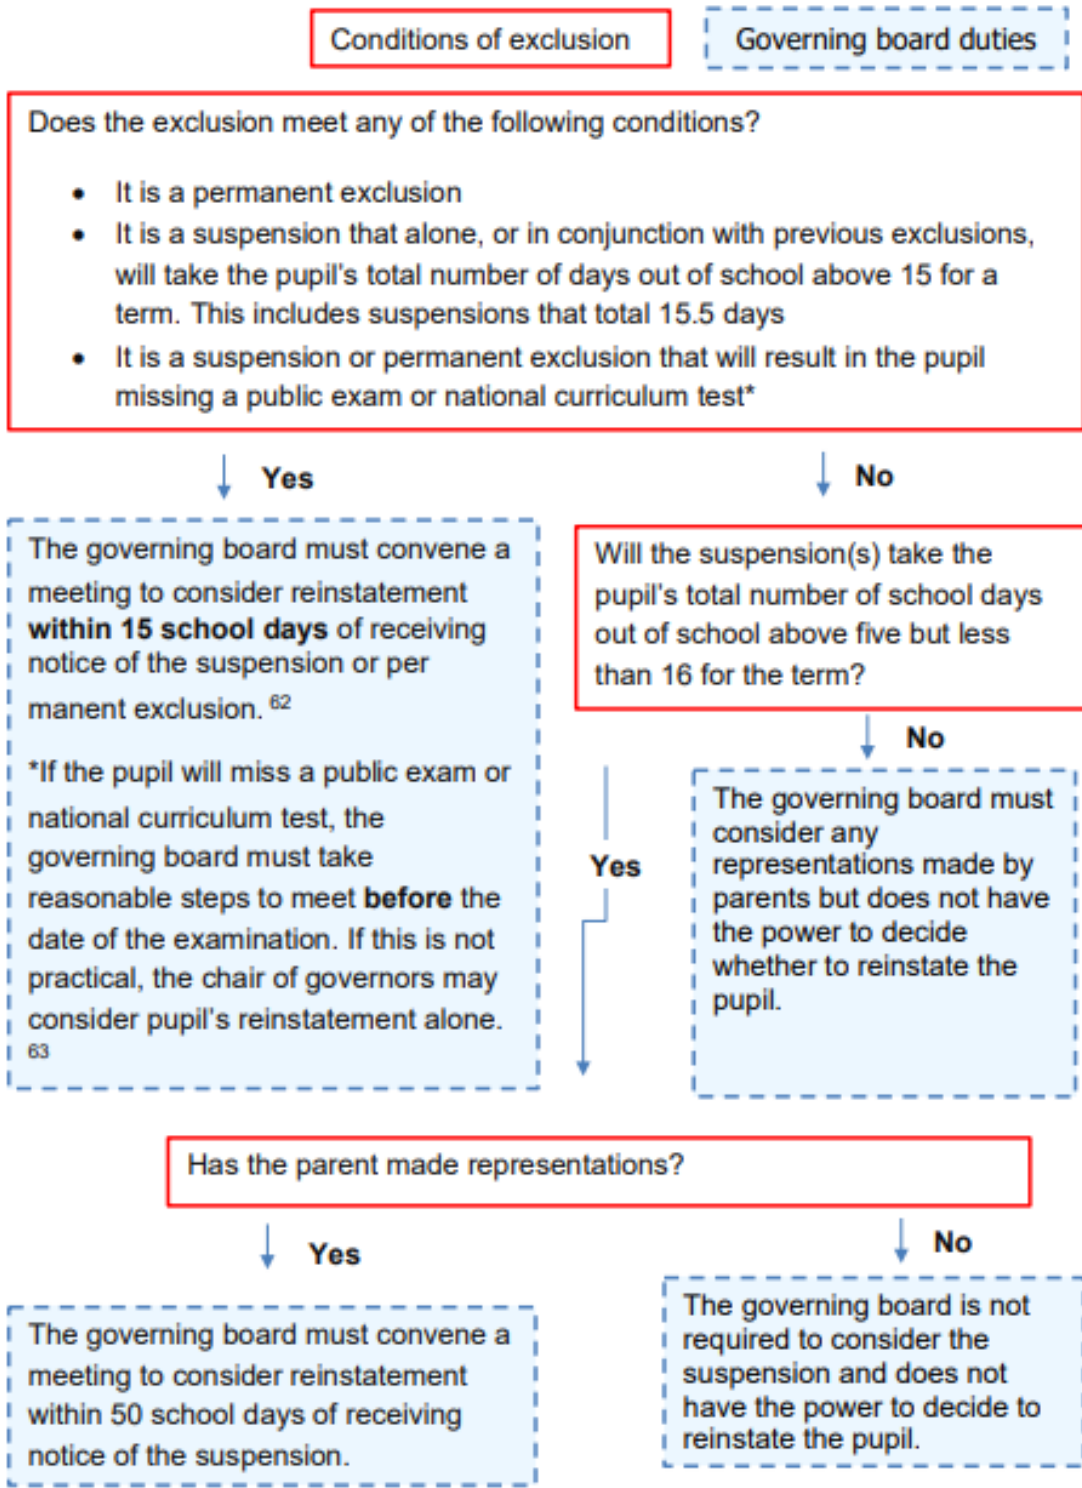 Conditions of exclusion
Governing board duties
Does the exclusion meet any of the following conditions?
• It is a permanent exclusion
• It is a suspension that alone, or in conjunction with previous exclusions,
will take the pupil's total number of days out of school above 15 for a
term. This includes suspensions that total 15.5 days
• It is a suspension or permanent exclusion that will result in the pupil
missing a public exam or national curriculum test*
Yes
No
The governing board must convene a
meeting to consider reinstatement
within 15 school days of receiving
notice of the suspension or per
manent exclusion. 62
*If the pupil will miss a public exam or
national curriculum test, the
governing board must take
reasonable steps to meet before the
date of the examination. If this is not
practical, the chair of governors may
consider pupil's reinstatement alone.
63
Will the suspension(s) take the
pupil's total number of school days
out of school above five but less
than 16 for the term?
Yes
No
The governing board must
consider any
representations made by
parents but does not have
the power to decide
whether to reinstate the
pupil.
Has the parent made representations?
Yes
No
The governing board must convene a
meeting to consider reinstatement
within 50 school days of receiving
notice of the suspension.
The governing board is not
required to consider the
suspension and does not
have the power to decide to
reinstate the pupil.